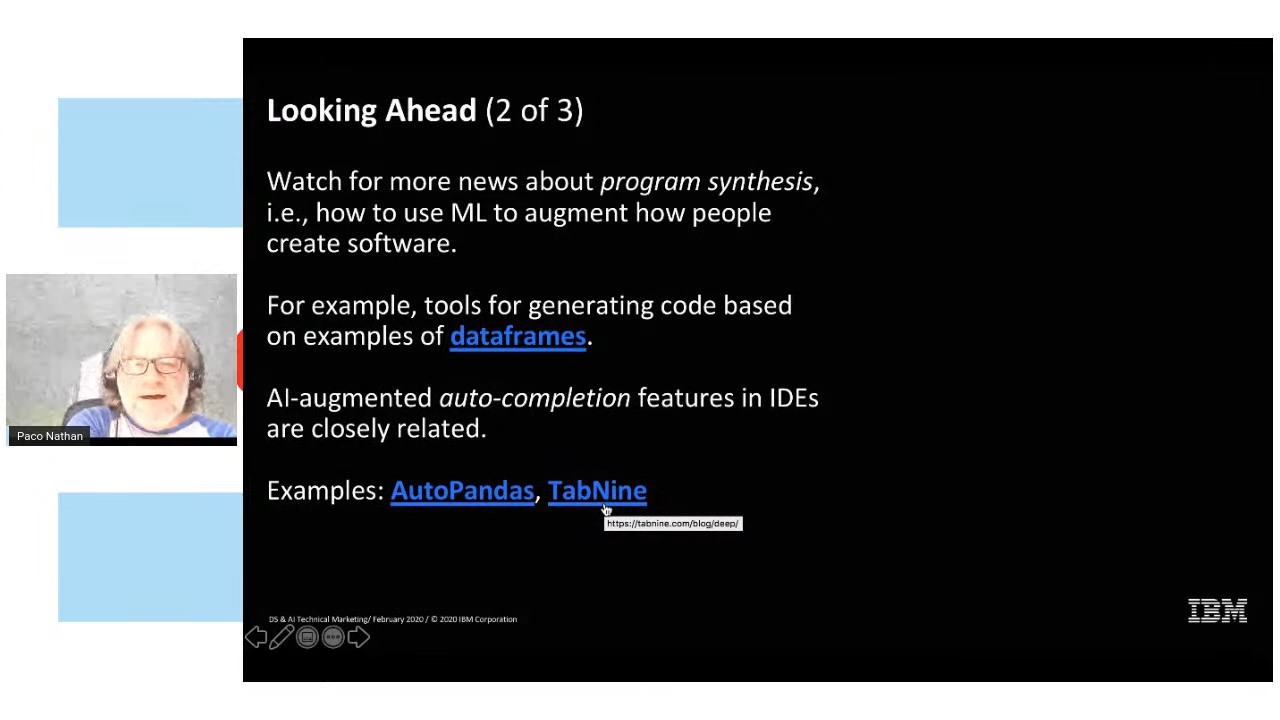 Looking Ahead (2 of 3)
Watch for more news about program synthesis,
i.e., how to use ML to augment how people
create software.
For example, tools for generating code based
on examples of dataframes.
AI-augmented auto-completion features in IDEs
are closely related.
Examples: AutoPandas, TabNine
https://tabnine.com/blog/deep/
Paco Nathan
DS & AI Technical Marketing/ February 2020 / © 2020 IBM Corporation
IBM